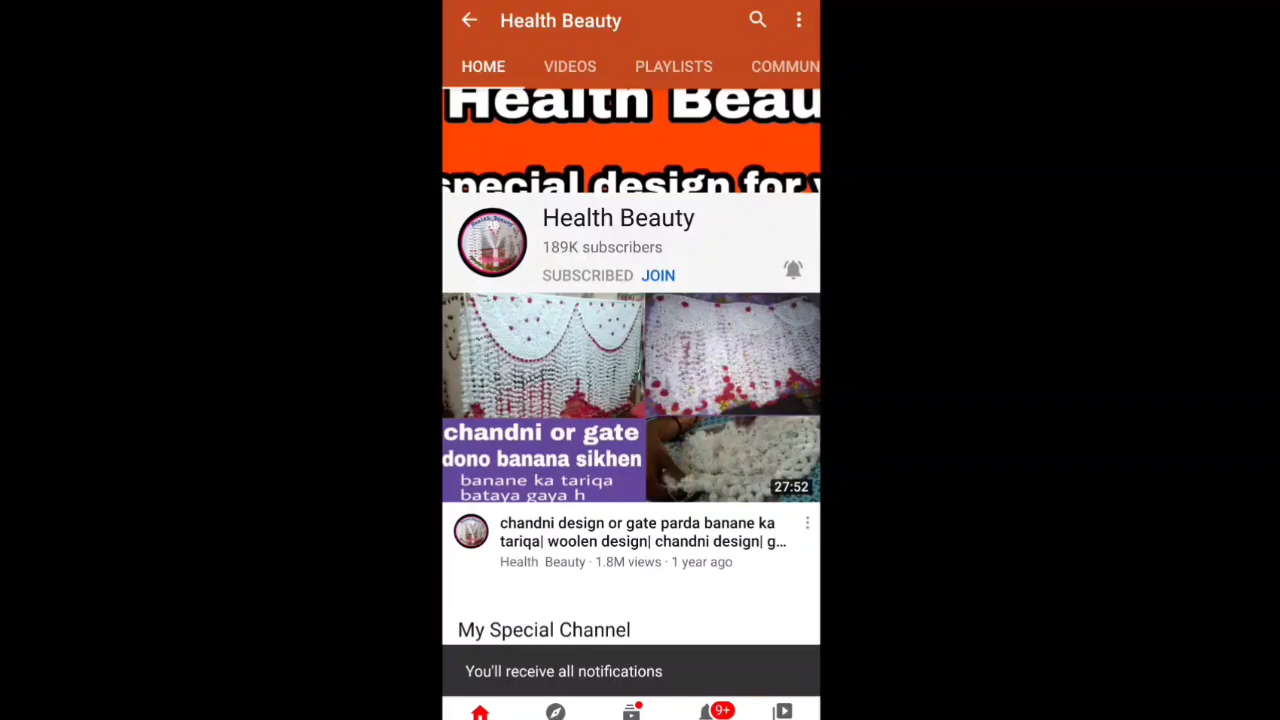 Health Beauty
HOME VIDEOS PLAYLISTS COMMUN
Health Beau
special design for
Health Beauty
189K subscribers
SUBSCRIBED JOIN
chandni or gate
dono banana sikhen
banane ka tariqa
bataya gaya h
27:52
chandni design or gate parda banane ka
tariqa| woolen design| chandni design| g...
Health Beauty · 1.8M views · 1 year ago
My Special Channel
You'll receive all notifications
9+